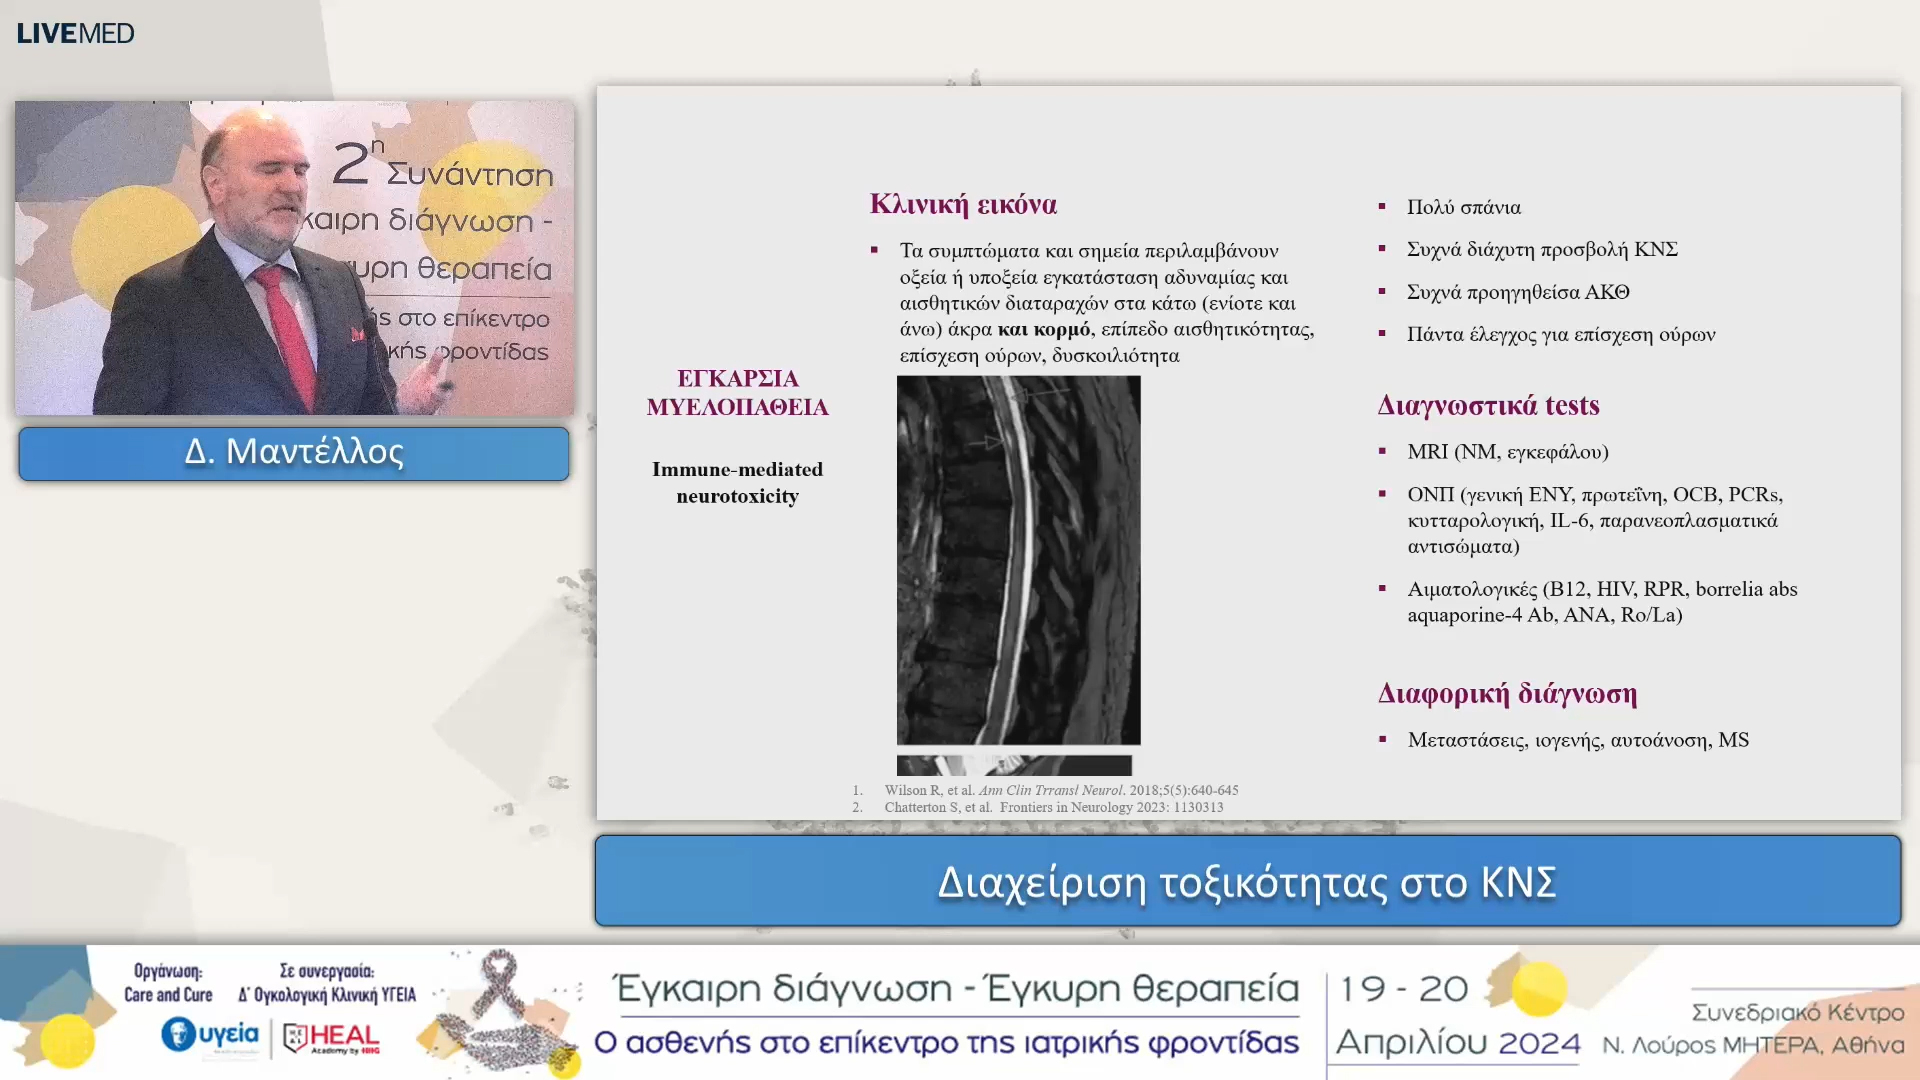 LIVEMED
2η Συνάντηση
καιρη διάγνωση -
υρη θεραπεία
ής στο επίκεντρο
κής φροντίδας
Δ. Μαντέλλος
ΕΓΚΑΡΣΙΑ
ΜΥΕΛΟΠΑΘΕΙΑ
Immune-mediated
neurotoxicity
Κλινική εικόνα
▪ Τα συμπτώματα και σημεία περιλαμβάνουν
οξεία ή υποξεία εγκατάσταση αδυναμίας και
αισθητικών διαταραχών στα κάτω (ενίοτε και
άνω) άκρα και κορμό, επίπεδο αισθητικότητας,
επίσχεση ούρων, δυσκοιλιότητα
1. Wilson R, et al. Ann Clin Trransl Neurol. 2018;5(5):640-645
2. Chatterton S, et al. Frontiers in Neurology 2023: 1130313
▪ Πολύ σπάνια
▪ Συχνά διάχυτη προσβολή ΚΝΣ
▪ Συχνά προηγηθείσα ΑΚΘ
▪ Πάντα έλεγχος για επίσχεση ούρων
Διαγνωστικά tests
▪ MRI (ΝΜ, εγκεφάλου)
▪ ΟΝΠ (γενική ΕΝΥ, πρωτεΐνη, OCB, PCRs,
κυτταρολογική, IL-6, παρανεοπλασματικά
αντισώματα)
▪ Αιματολογικές (B12, HIV, RPR, borrelia abs
aquaporine-4 Ab, ANA, Ro/La)
Διαφορική διάγνωση
▪ Μεταστάσεις, ιογενής, αυτοάνοση, MS
Διαχείριση τοξικότητας στο ΚΝΣ
Οργάνωση:
Care and Cure
Σε συνεργασία:
Δ' Ογκολογική Κλινική ΥΓΕΙΑ
υγεία
HEAL
Academy by HHG
Έγκαιρη διάγνωση - Έγκυρη θεραπεία
Ο ασθενής στο επίκεντρο της ιατρικής φροντίδας
19 - 20
Απριλίου 2024
Συνεδριακό Κέντρο
Ν. Λούρος ΜΗΤΕΡΑ, Αθήνα